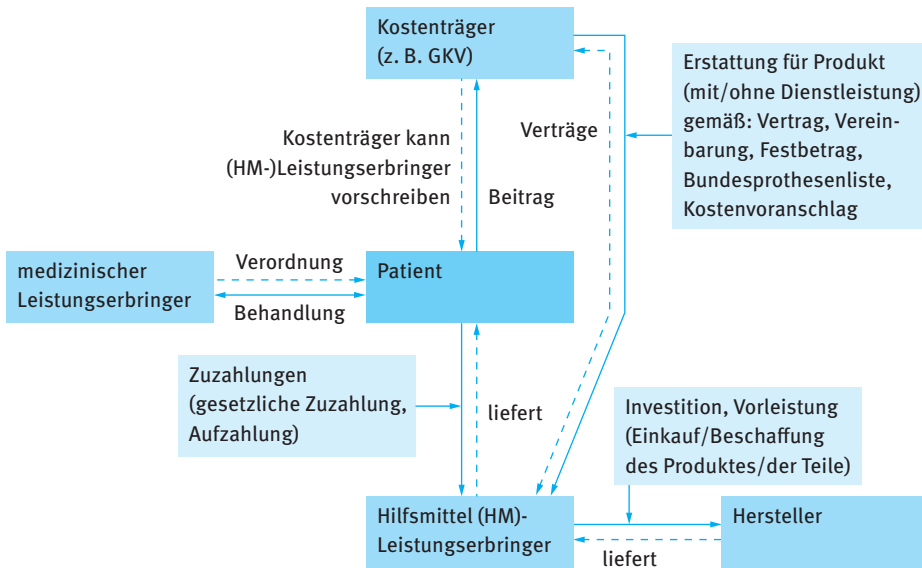 Kostenträger
(z. B. GKV)
Erstattung für Produkt
(mit/ohne Dienstleistung)
gemäß: Vertrag, Verein-
barung, Festbetrag,
Bundesprothesenliste,
Kostenvoranschlag
Kostenträger kann
(HM-)Leistungserbringer
vorschreiben
Beitrag
Verträge
medizinischer
Leistungserbringer
Verordnung
Behandlung
Patient
Zuzahlungen
(gesetzliche Zuzahlung,
Aufzahlung)
liefert
Investition, Vorleistung
(Einkauf/Beschaffung
des Produktes/der Teile)
Hilfsmittel (HM)-
Leistungserbringer
liefert
Hersteller